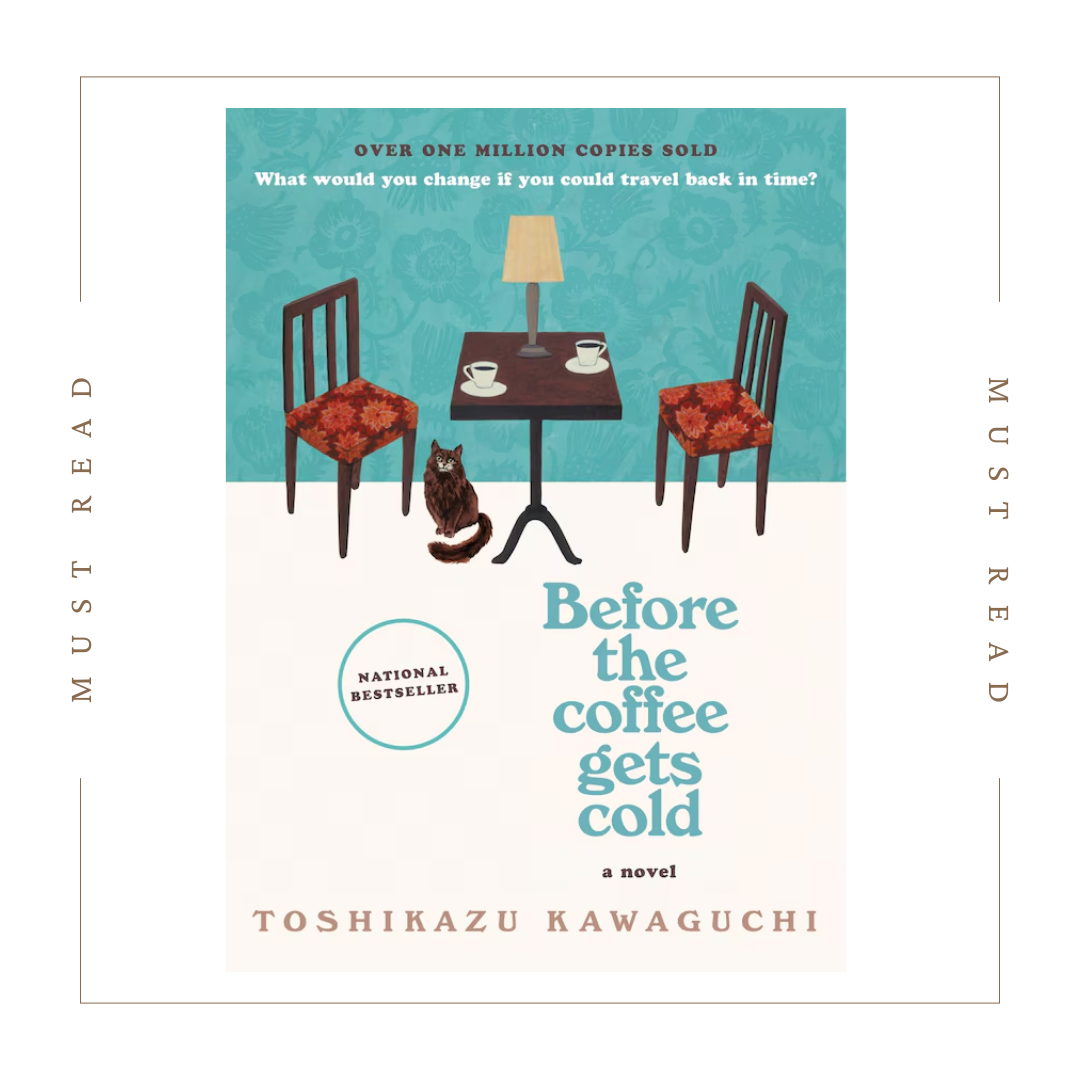 OVER ONE MILLION COPIES SOLD
What would you change if you could travel back in time?
MUST READ
MUST READ
NATIONAL
BESTSELLER
Before
the
coffee
gets
cold
a novel
TOSHIKAZU KAWAGUCHI